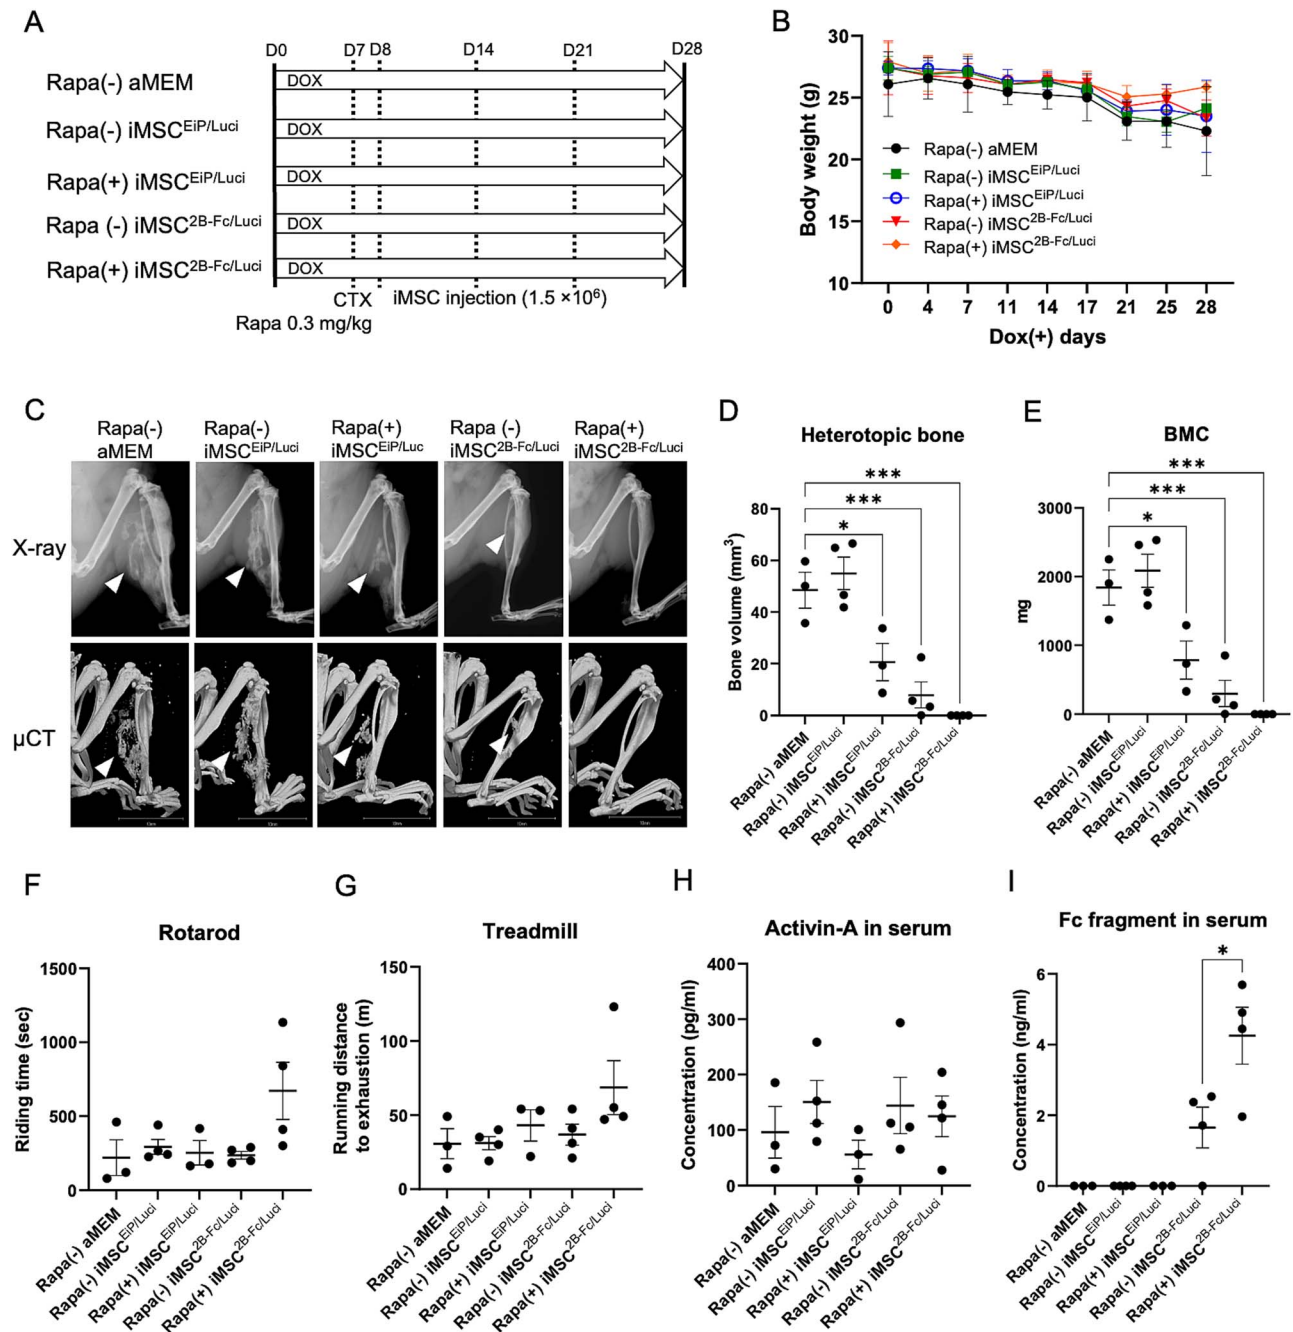 A
D0 D7 D8 D14 D21 D28
Rapa(-) aMEM
DOX
Rapa(-) iMSC^EiP/Luci
DOX
Rapa(+) iMSC^EiP/Luci
DOX
Rapa (-) iMSC^2B-Fc/Luci
DOX
Rapa(+) iMSC^2B-Fc/Luci
DOX
CTX iMSC injection (1.5 ×10⁶)
Rapa 0.3 mg/kg
B
Body weight (g)
30
25
20
15
10
Rapa(-) aMEM
Rapa(-) iMSC^EiP/Luci
Rapa(+) iMSC^EiP/Luci
Rapa(-) iMSC^2B-Fc/Luci
Rapa(+) iMSC^2B-Fc/Luci
0 4 7 11 14 17 21 25 28
Dox(+) days
C
Rapa(-)
aMEM
Rapa(-)
iMSC^EiP/Luci
Rapa(+)
iMSC^EiP/Luc
Rapa (-)
iMSC^2B-Fc/Luci
Rapa(+)
iMSC^2B-Fc/Luci
X-ray
µCT
D
Heterotopic bone
***
***
*
Bone volume (mm³)
80
60
40
20
0
Rapa(-) aMEM
Rapa(-) iMSC^EiP/Luci
Rapa(+) iMSC^EiP/Luci
Rapa(-) iMSC^2B-Fc/Luci
Rapa(+) iMSC^2B-Fc/Luci
E
BMC
***
***
*
mg
3000
2000
1000
0
Rapa(-) aMEM
Rapa(-) iMSC^EiP/Luci
Rapa(+) iMSC^EiP/Luci
Rapa(-) iMSC^2B-Fc/Luci
Rapa(+) iMSC^2B-Fc/Luci
F
Rotarod
Riding time (sec)
1500
1000
500
0
Rapa(-) aMEM
Rapa(-) iMSC^EiP/Luci
Rapa(+) iMSC^EiP/Luci
Rapa(-) iMSC^2B-Fc/Luci
Rapa(+) iMSC^2B-Fc/Luci
G
Treadmill
Running distance
to exhaustion (m)
150
100
50
0
Rapa(-) aMEM
Rapa(-) iMSC^EiP/Luci
Rapa(+) iMSC^EiP/Luci
Rapa(-) iMSC^2B-Fc/Luci
Rapa(+) iMSC^2B-Fc/Luci
H
Activin-A in serum
Concentration (pg/ml)
400
300
200
100
0
Rapa(-) aMEM
Rapa(-) iMSC^EiP/Luci
Rapa(+) iMSC^EiP/Luci
Rapa(-) iMSC^2B-Fc/Luci
Rapa(+) iMSC^2B-Fc/Luci
I
Fc fragment in serum
*
Concentration (ng/ml)
6
4
2
0
Rapa(-) aMEM
Rapa(-) iMSC^EiP/Luci
Rapa(+) iMSC^EiP/Luci
Rapa(-) iMSC^2B-Fc/Luci
Rapa(+) iMSC^2B-Fc/Luci